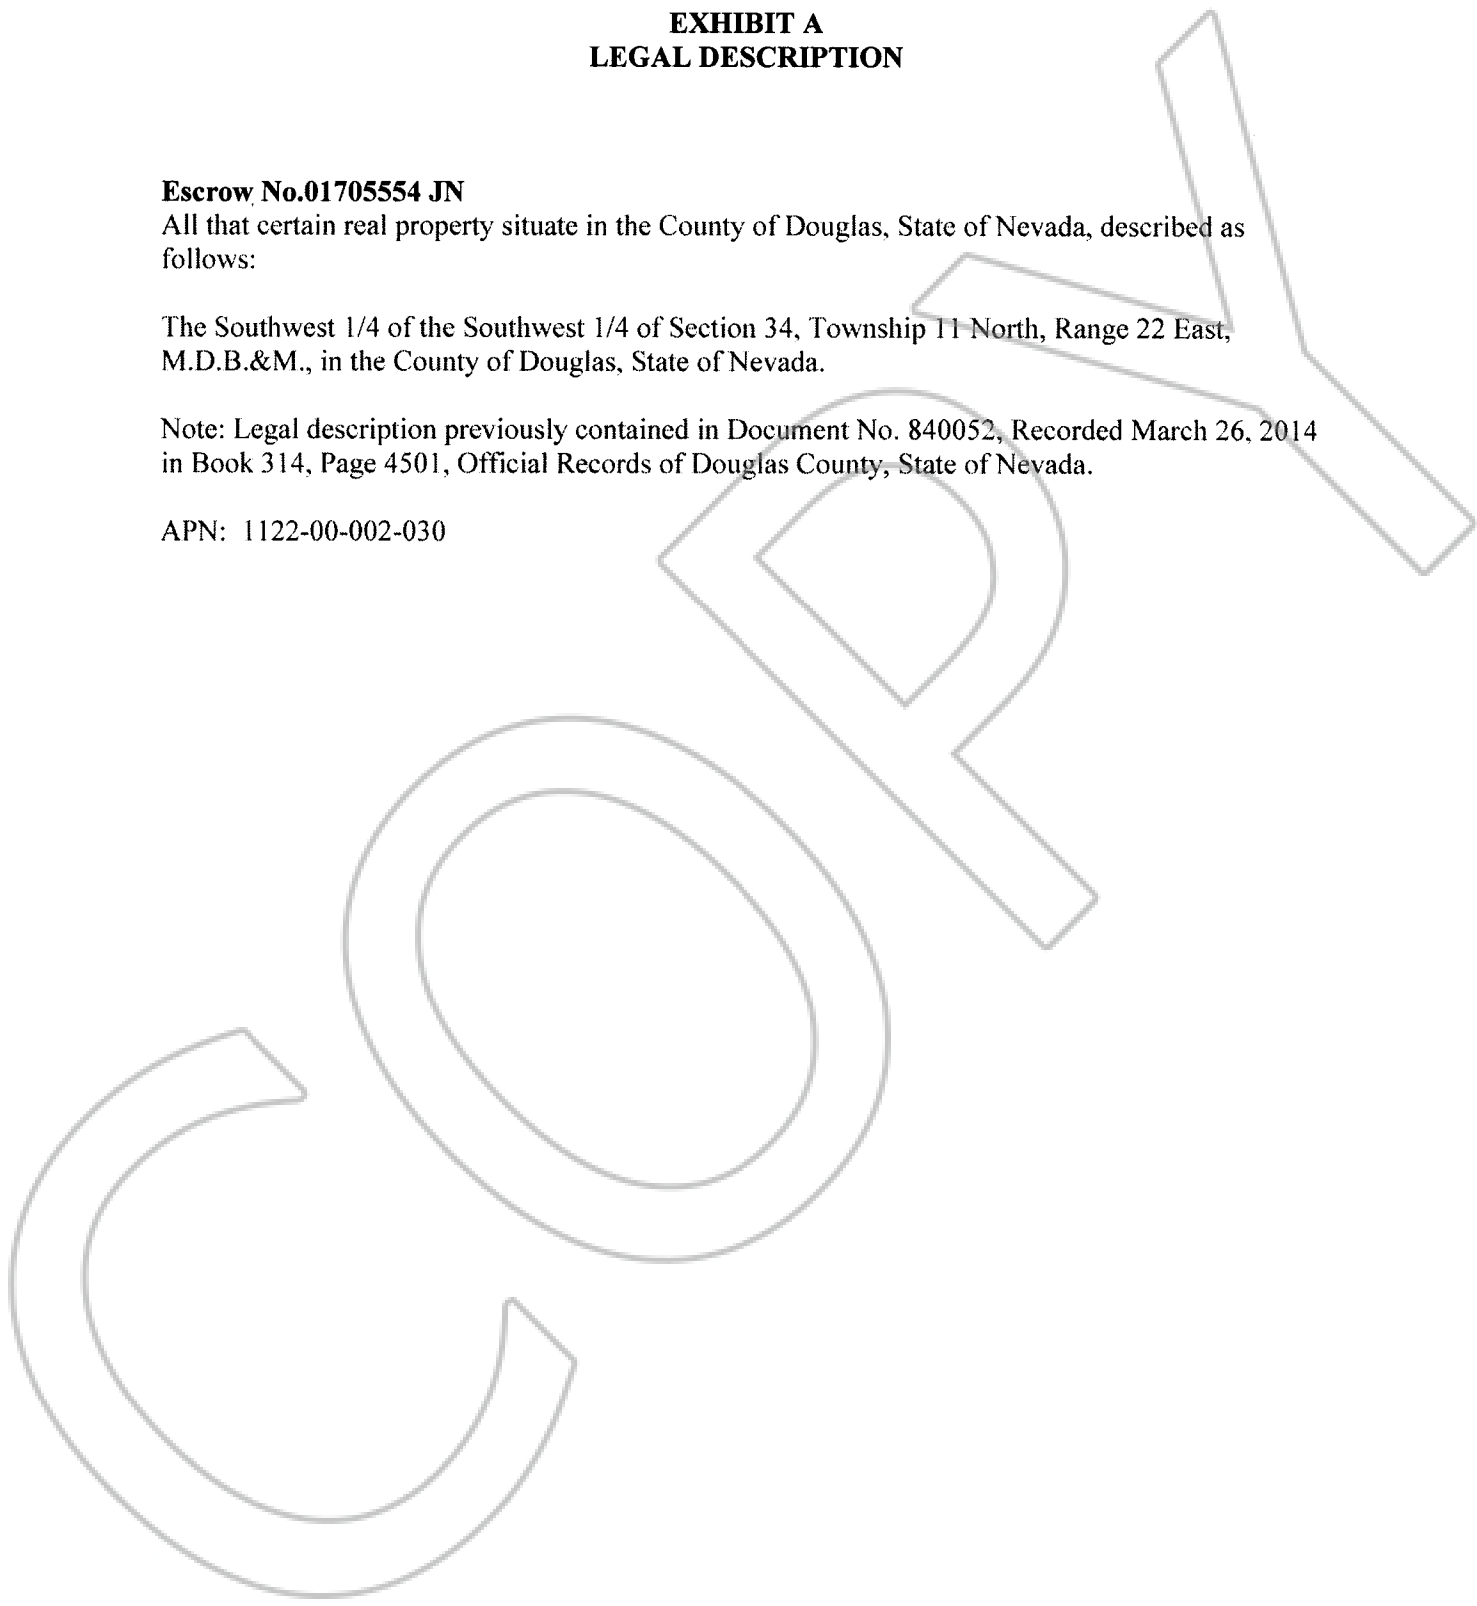 EXHIBIT A
LEGAL DESCRIPTION
Escrow No.01705554 JN
All that certain real property situate in the County of Douglas, State of Nevada, described as
follows:
The Southwest 1/4 of the Southwest 1/4 of Section 34, Township 11 North, Range 22 East,
M.D.B.&M., in the County of Douglas, State of Nevada.
Note: Legal description previously contained in Document No. 840052, Recorded March 26, 2014
in Book 314, Page 4501, Official Records of Douglas County, State of Nevada.
APN: 1122-00-002-030
COPY